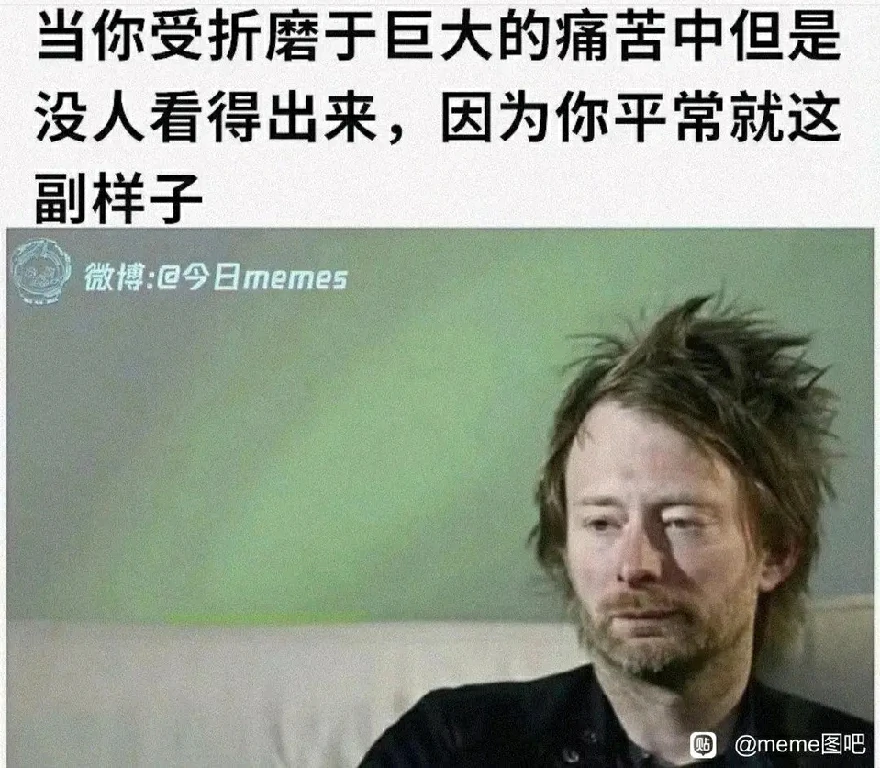 当你受折磨于巨大的痛苦中但是
没人看得出来，因为你平常就这
副样子
微博:@今日memes
贴 @meme图吧